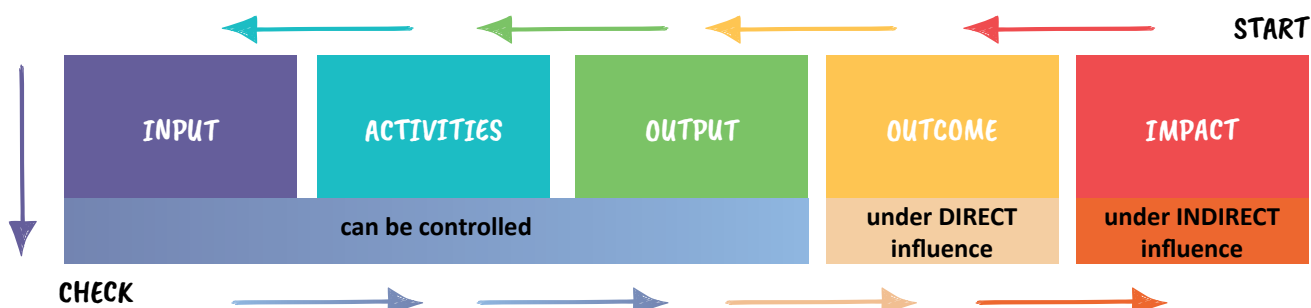 START
INPUT
ACTIVITIES
OUTPUT
OUTCOME
IMPACT
can be controlled
under DIRECT
influence
under INDIRECT
influence
CHECK